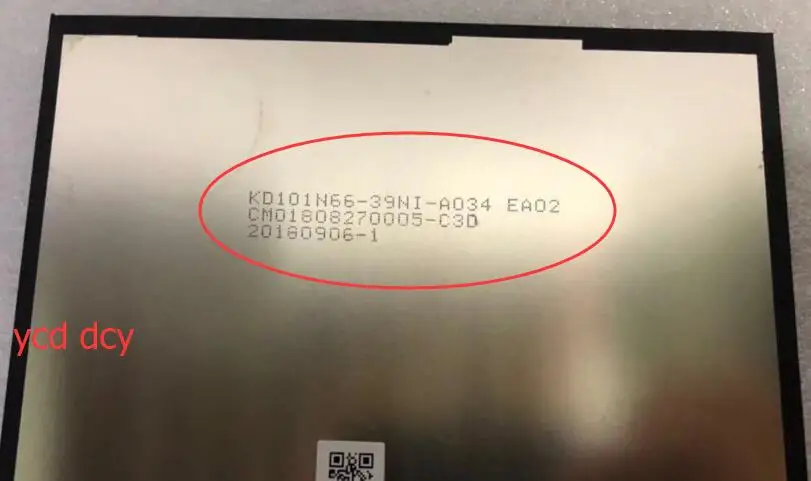 KD101N66-39NI-A034 EA02
CM01808270005-C3D
20180906-1
ycd dcy